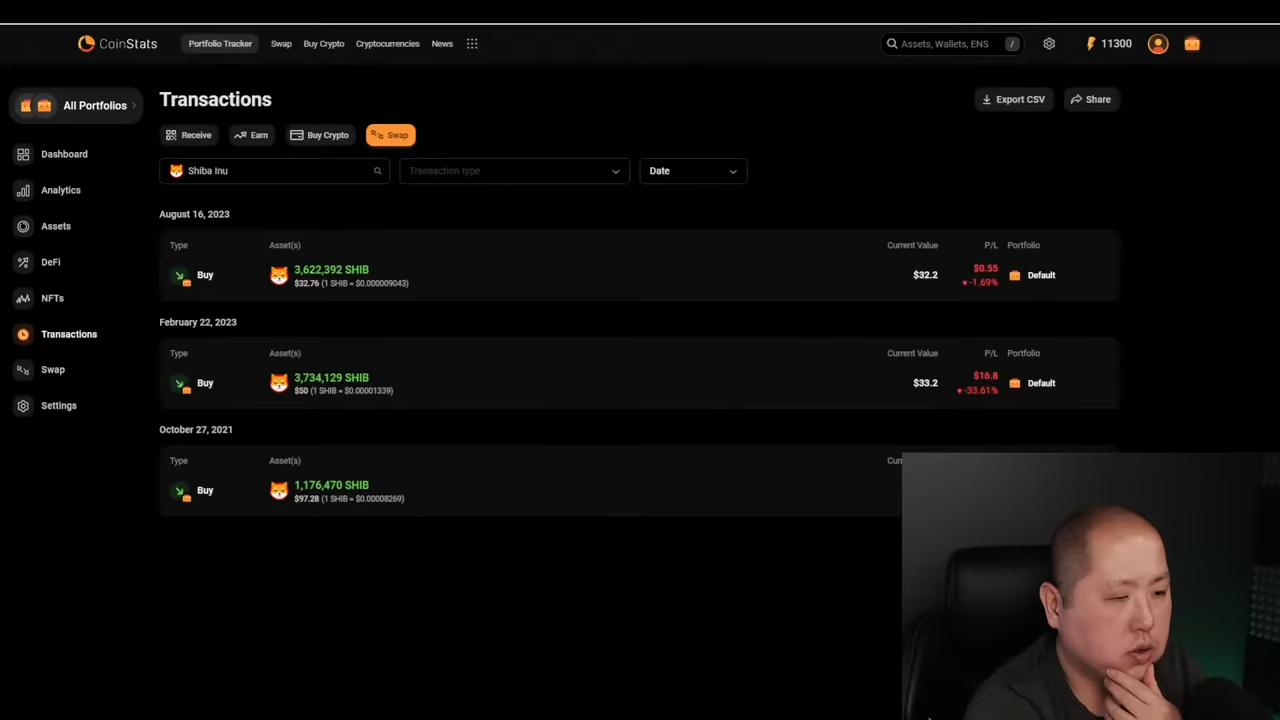 CoinStats Portfolio Tracker Swap Buy Crypto Cryptocurrencies News Assets, Wallets, ENS / 11300
All Portfolios
Dashboard
Analytics
Assets
DeFi
NFTs
Transactions
Swap
Settings
Transactions
Export CSV Share
Receive Earn Buy Crypto Swap
Shiba Inu Transaction type Date
August 16, 2023
Type Asset(s) Current Value P/L Portfolio
Buy 3,622,392 SHIB $32.2 $0.55 Default
$32.76 (1 SHIB = $0.000009043) ▾-1.69%
February 22, 2023
Type Asset(s) Current Value P/L Portfolio
Buy 3,734,129 SHIB $33.2 $16.8 Default
$50 (1 SHIB = $0.00001339) ▾-33.61%
October 27, 2021
Type Asset(s) Cur
Buy 1,176,470 SHIB
$97.28 (1 SHIB = $0.00008269)